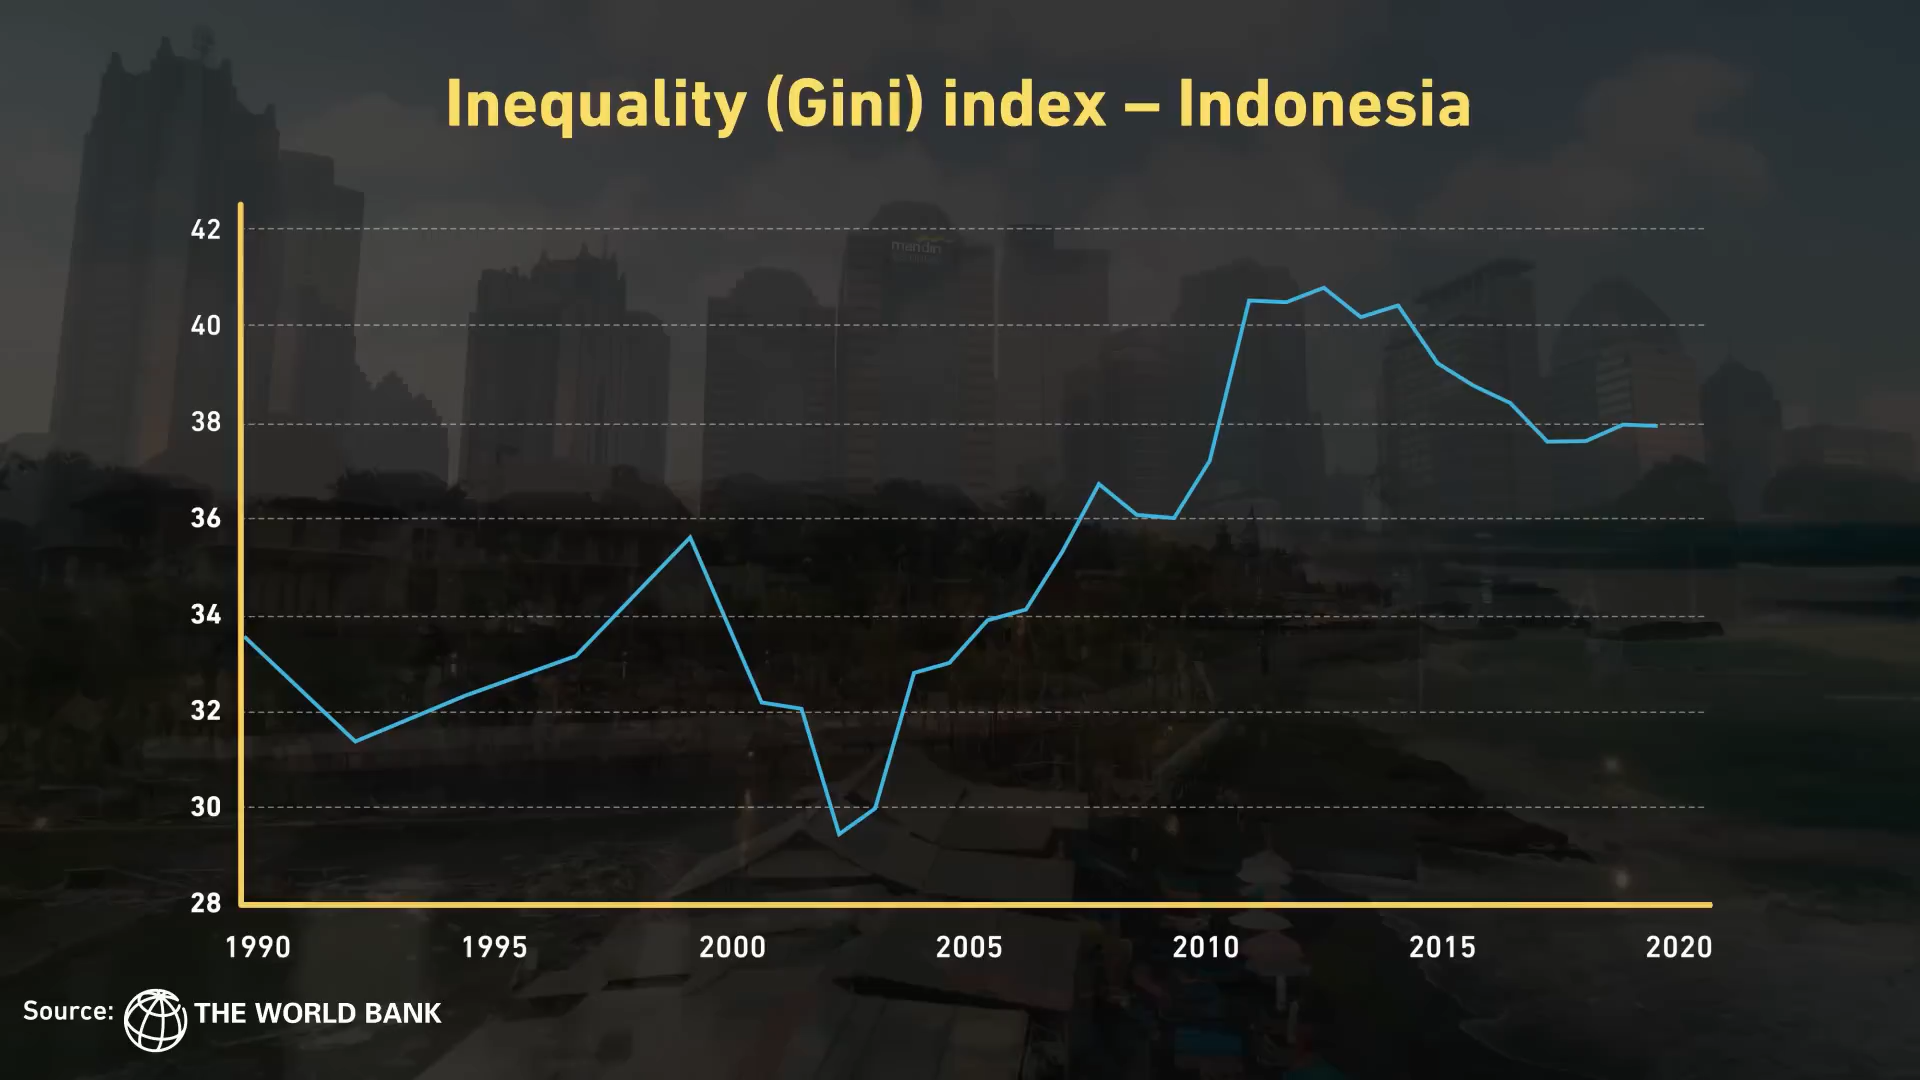 Inequality (Gini) index – Indonesia
mandiri
42
40
38
36
34
32
30
28
1990 1995 2000 2005 2010 2015 2020
Source: THE WORLD BANK